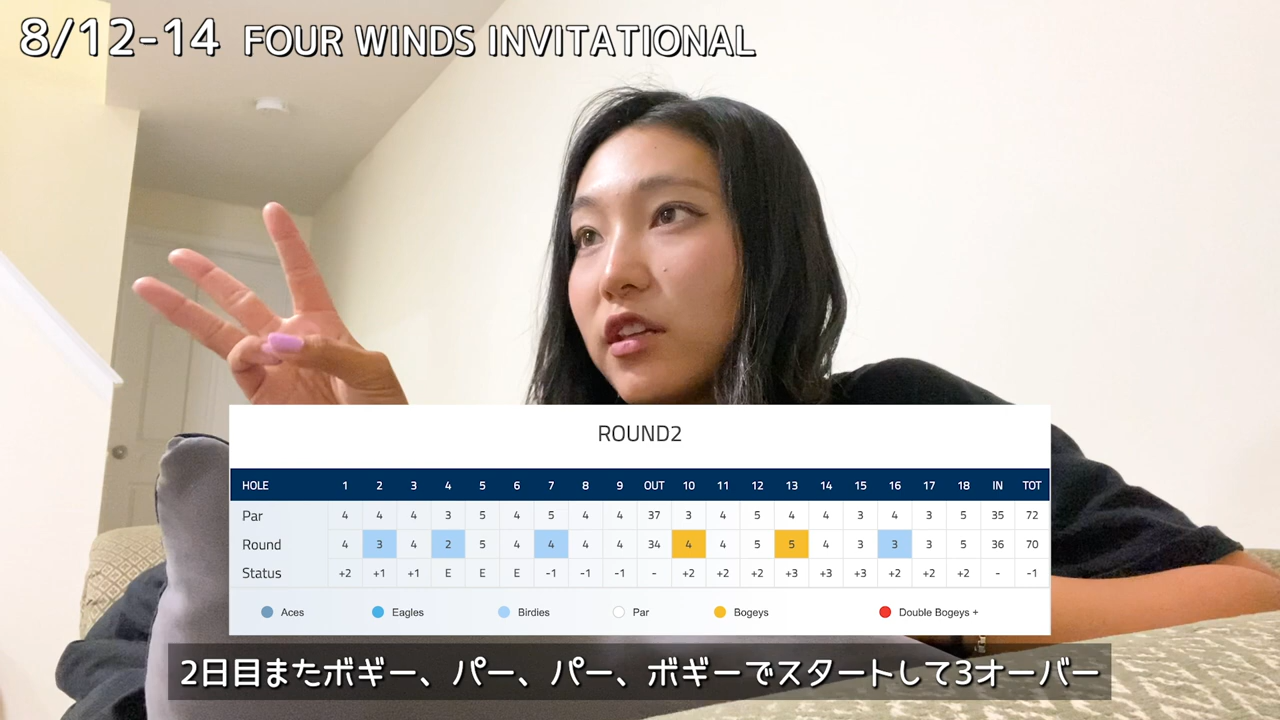 8/12-14 FOUR WINDS INVITATIONAL
ROUND2
HOLE 1 2 3 4 5 6 7 8 9 OUT 10 11 12 13 14 15 16 17 18 IN TOT
Par 4 4 4 3 5 4 5 4 4 37 3 4 5 4 4 3 4 3 5 35 72
Round 4 3 4 2 5 4 4 4 4 34 4 4 5 5 4 3 3 3 5 36 70
Status +2 +1 +1 E E E -1 -1 -1 - +2 +2 +2 +3 +3 +3 +2 +2 +2 - -1
Aces Eagles Birdies Par Bogeys Double Bogeys +
2日目またボギー、パー、パー、ボギーでスタートして3オーバー